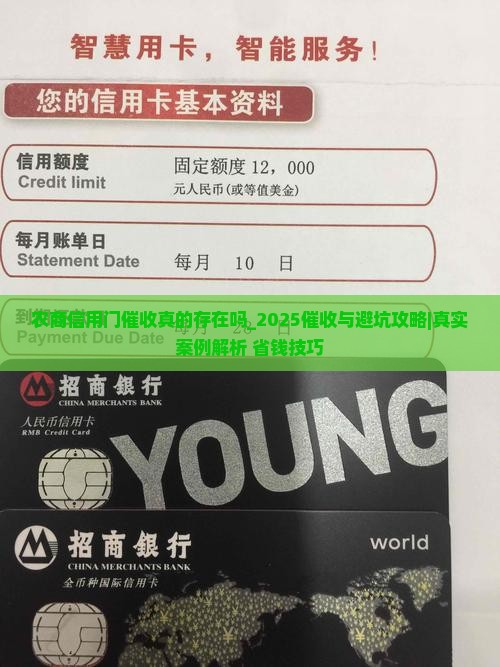 智慧用卡，智能服务！
您的信用卡基本资料
信用额度
Credit limit
固定额度 12，000
元人民币(或等值美金)
每月账单日
Statement Date
每月 10 日
农商信用门催收真的存在吗_2025催收与避坑攻略|真实
案例解析 省钱技巧
Payment Due Date
招商银行
CHINA MERCHANTS BANK
人民币信用卡
RMB Credit Card
YOUNG
招商银行
CHINA MERCHANTS BANK
全币种国际信用卡
world